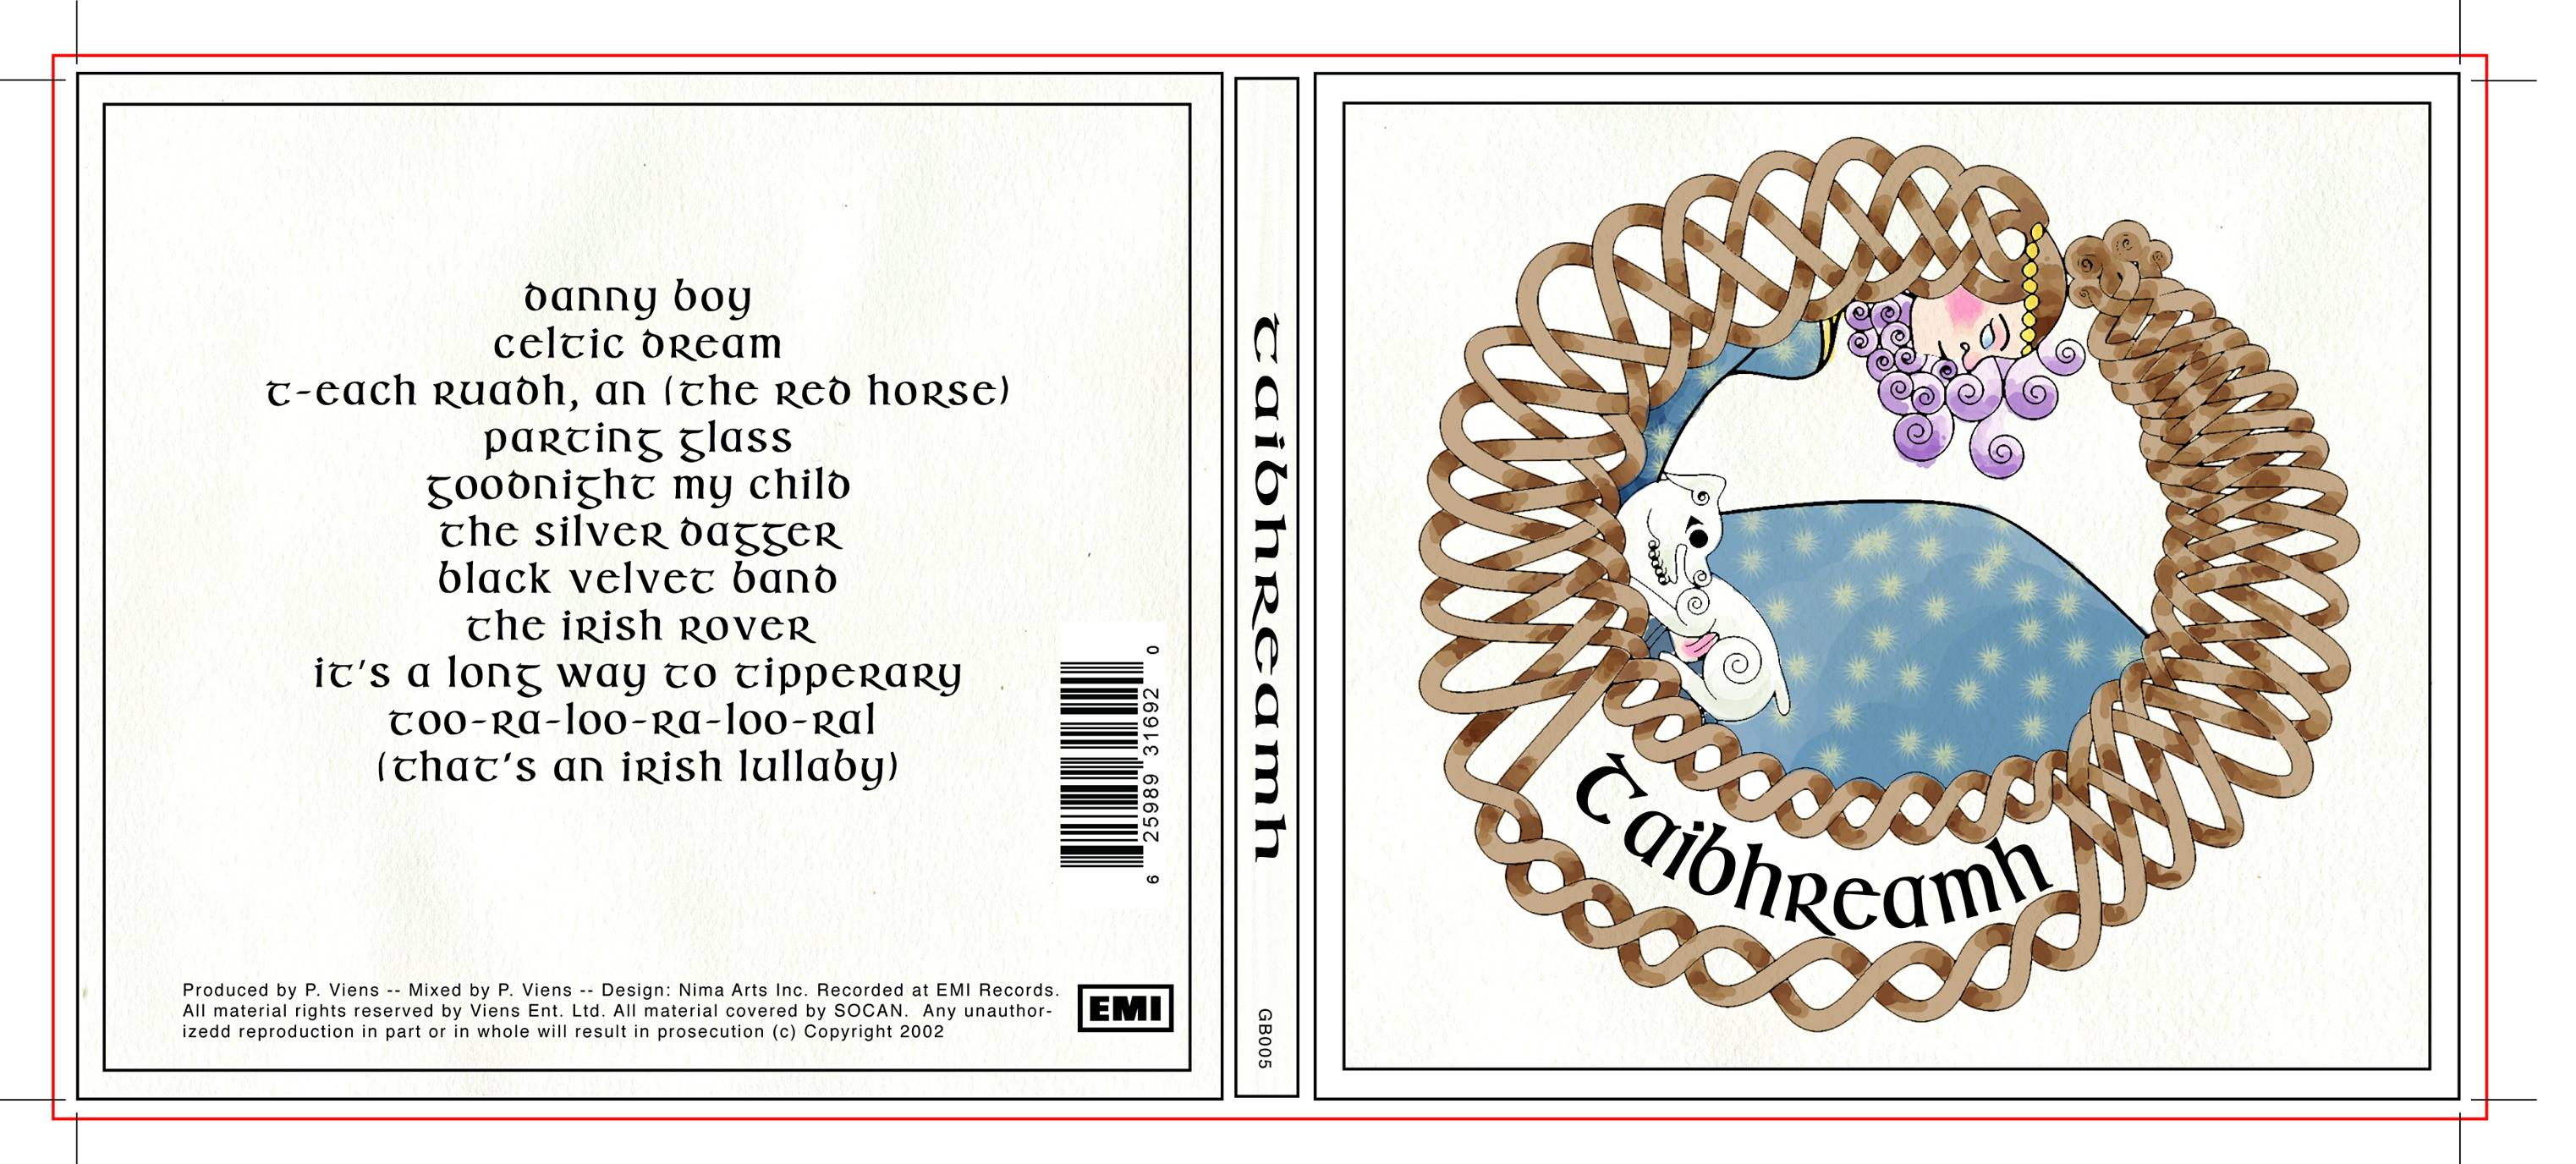 danny boy
celtic dream
t-each ruadh, an (the red horse)
parting glass
goodnight my child
the silver dagger
black velvet band
the irish rover
it's a long way to tipperary
too-ra-loo-ra-loo-ral
(that's an irish lullaby)
6 25989 31692 0
Produced by P. Viens -- Mixed by P. Viens -- Design: Nima Arts Inc. Recorded at EMI Records.
All material rights reserved by Viens Ent. Ltd. All material covered by SOCAN.  Any unauthor-
izedd reproduction in part or in whole will result in prosecution (c) Copyright 2002
EMI
taibhreamh
GB005
Taibhreamh